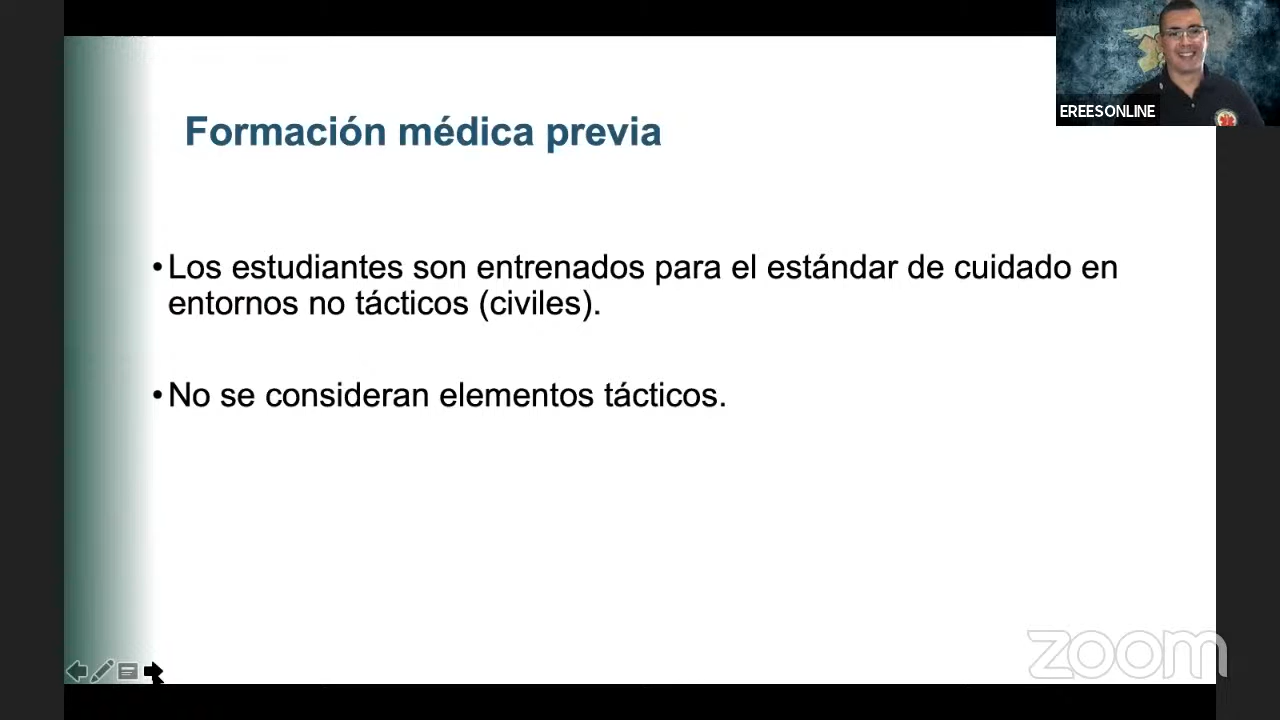 EREESONLINE
Formación médica previa
•Los estudiantes son entrenados para el estándar de cuidado en
entornos no tácticos (civiles).
•No se consideran elementos tácticos.
zoom